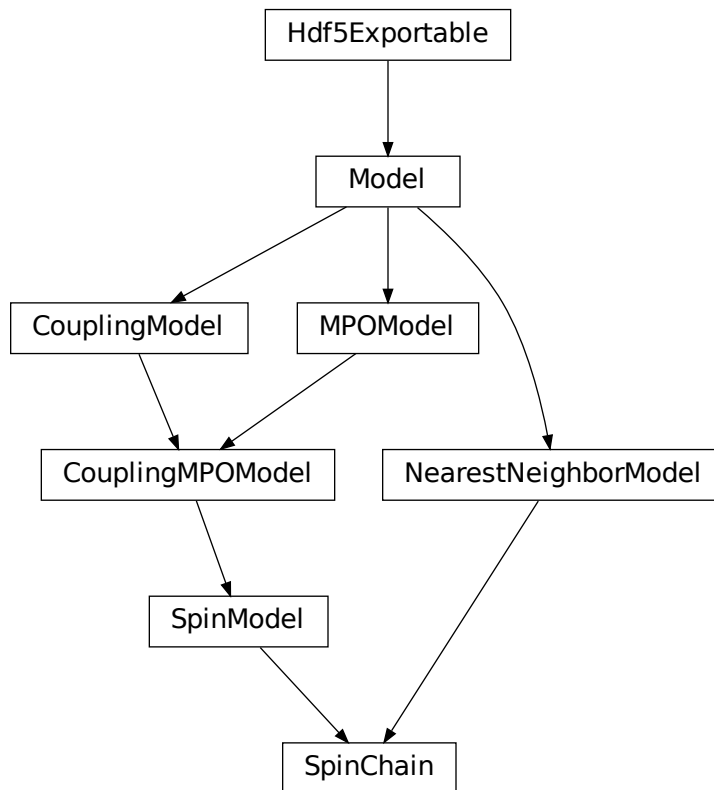 Hdf5Exportable
Model
CouplingModel
MPOModel
CouplingMPOModel
NearestNeighborModel
SpinModel
SpinChain